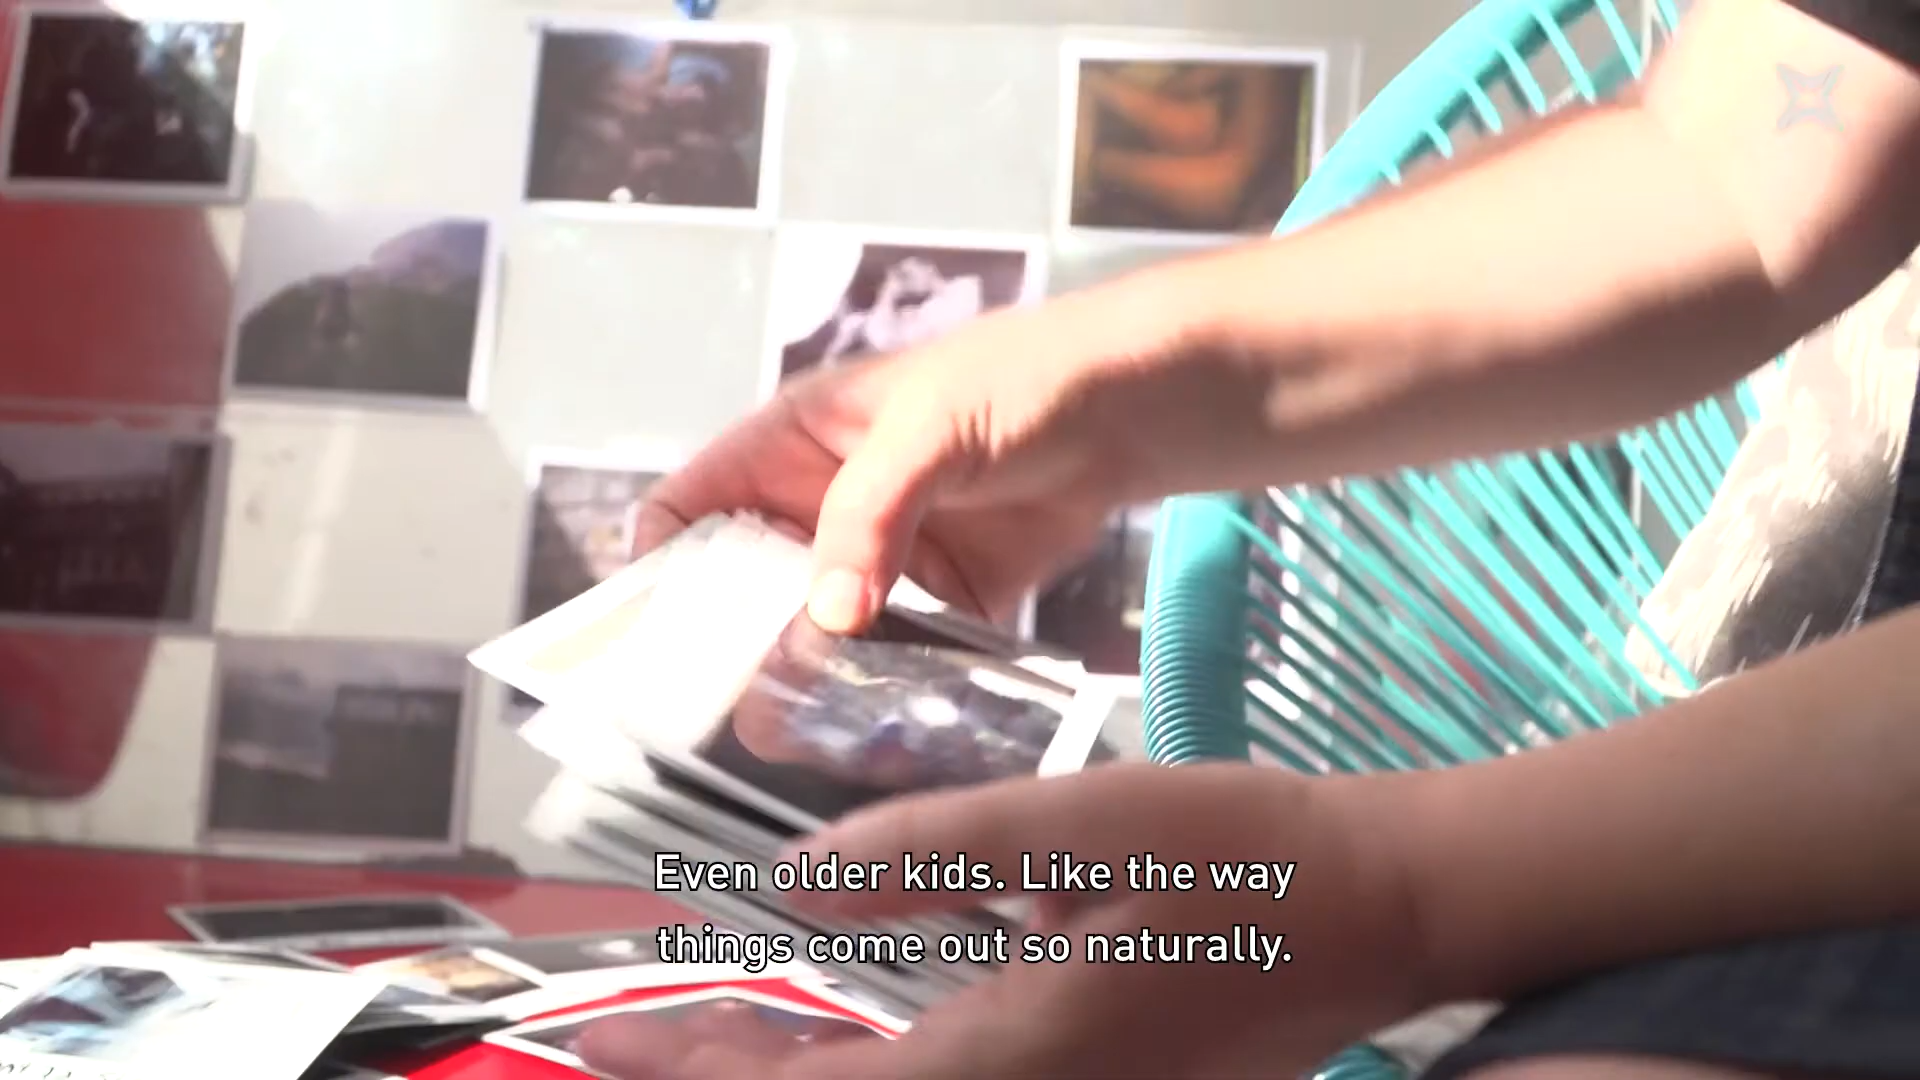 Even older kids. Like the way
things come out so naturally.